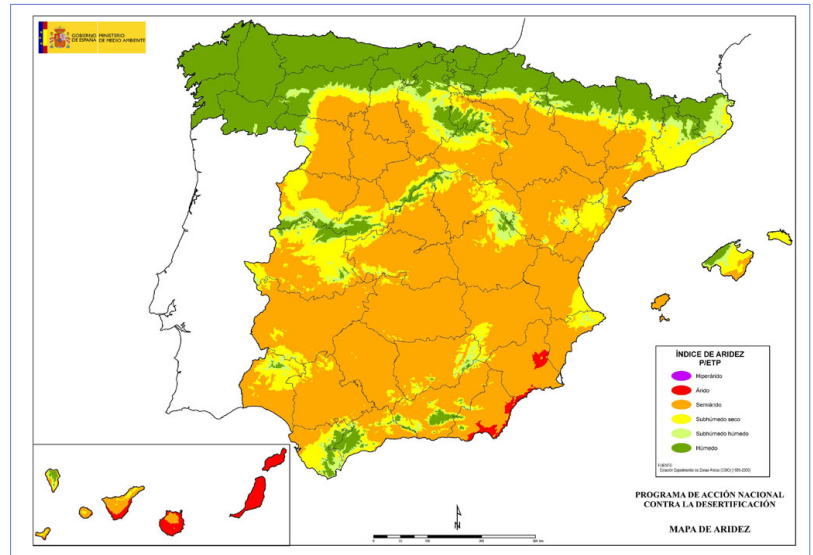 GOBIERNO MINISTERIO
DE ESPAÑA DE MEDIO AMBIENTE
ÍNDICE DE ARIDEZ
P/ETP
Hiperárido
Árido
Semiárido
Subhúmedo seco
Subhúmedo húmedo
Húmedo
FUENTE:
N
PROGRAMA DE ACCIÓN NACIONAL
CONTRA LA DESERTIFICACIÓN
MAPA DE ARIDEZ